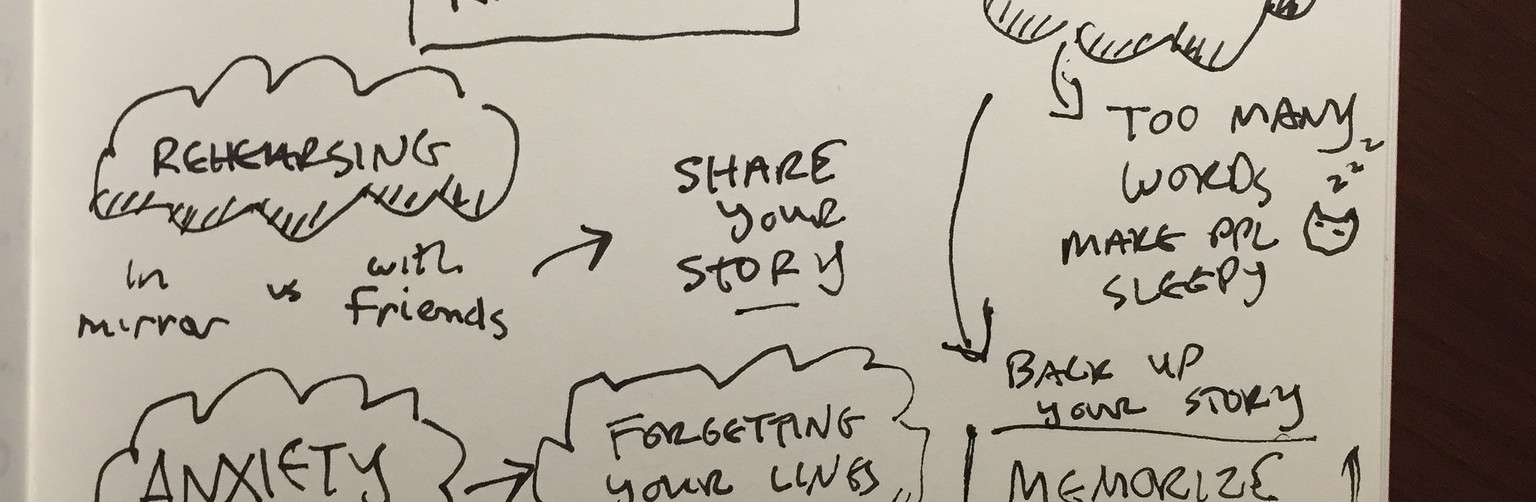 REHEARSING
in mirror vs with friends
SHARE
your
STORY
TOO MANY
WORDS
zzz
MAKE PPL
SLEEPY
BACK UP
your STORY
ANXIETY
FORGETTING
your LINES
MEMORIZE